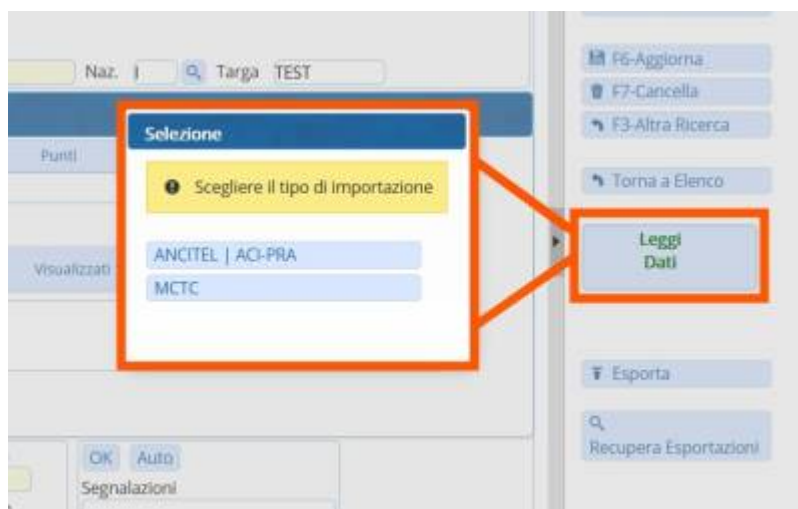 Naz. I Targa TEST
Punti
Visualizzati
Selezione
Scegliere il tipo di importazione
ANCITEL | ACI-PRA
MCTC
OK Auto
Segnalazioni
F6-Aggiorna
F7-Cancella
F3-Altra Ricerca
Torna a Elenco
Leggi
Dati
Esporta
Recupera Esportazioni